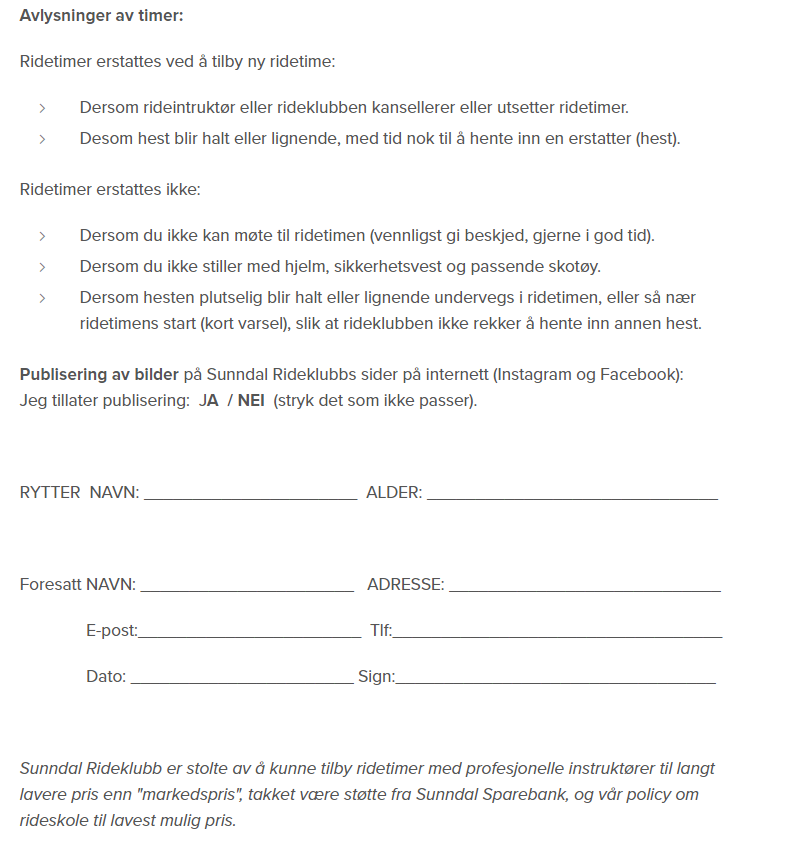 Avlysninger av timer:
Ridetimer erstattes ved å tilby ny ridetime:
> Dersom rideintruktør eller rideklubben kansellerer eller utsetter ridetimer.
> Desom hest blir halt eller lignende, med tid nok til å hente inn en erstatter (hest).
Ridetimer erstattes ikke:
> Dersom du ikke kan møte til ridetimen (vennligst gi beskjed, gjerne i god tid).
> Dersom du ikke stiller med hjelm, sikkerhetsvest og passende skotøy.
> Dersom hesten plutselig blir halt eller lignende undervegs i ridetimen, eller så nær
ridetimens start (kort varsel), slik at rideklubben ikke rekker å hente inn annen hest.
Publisering av bilder på Sunndal Rideklubbs sider på internett (Instagram og Facebook):
Jeg tillater publisering: JA / NEI (stryk det som ikke passer).
RYTTER NAVN: ________________________ ALDER: ________________________________
Foresatt NAVN: ________________________ ADRESSE: ______________________________
E-post:_________________________ Tlf:_____________________________________
Dato: _________________________ Sign:____________________________________
Sunndal Rideklubb er stolte av å kunne tilby ridetimer med profesjonelle instruktører til langt
lavere pris enn "markedspris", takket være støtte fra Sunndal Sparebank, og vår policy om
rideskole til lavest mulig pris.